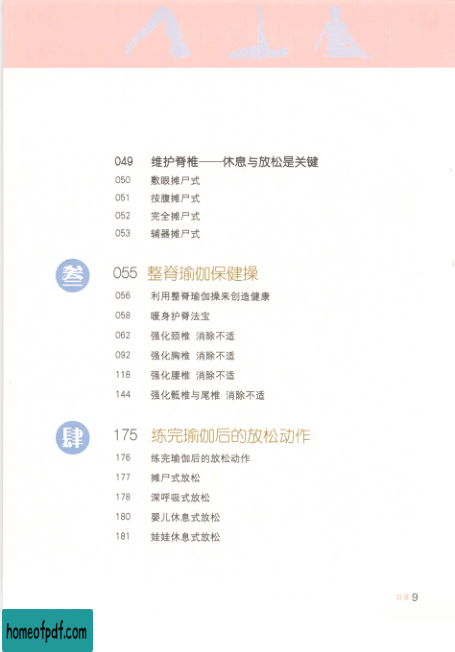 049 维护脊椎——休息与放松是关键
050 敷眼摊尸式
051 按腹摊尸式
052 完全摊尸式
053 辅器摊尸式
叁 055 整脊瑜伽保健操
056 利用整脊瑜伽操来创造健康
058 暖身护脊法宝
062 强化颈椎 消除不适
092 强化胸椎 消除不适
118 强化腰椎 消除不适
144 强化骶椎与尾椎 消除不适
肆 175 练完瑜伽后的放松动作
176 练完瑜伽后的放松动作
177 摊尸式放松
178 深呼吸式放松
180 婴儿休息式放松
181 娃娃休息式放松
目录 9
homeofpdf.com